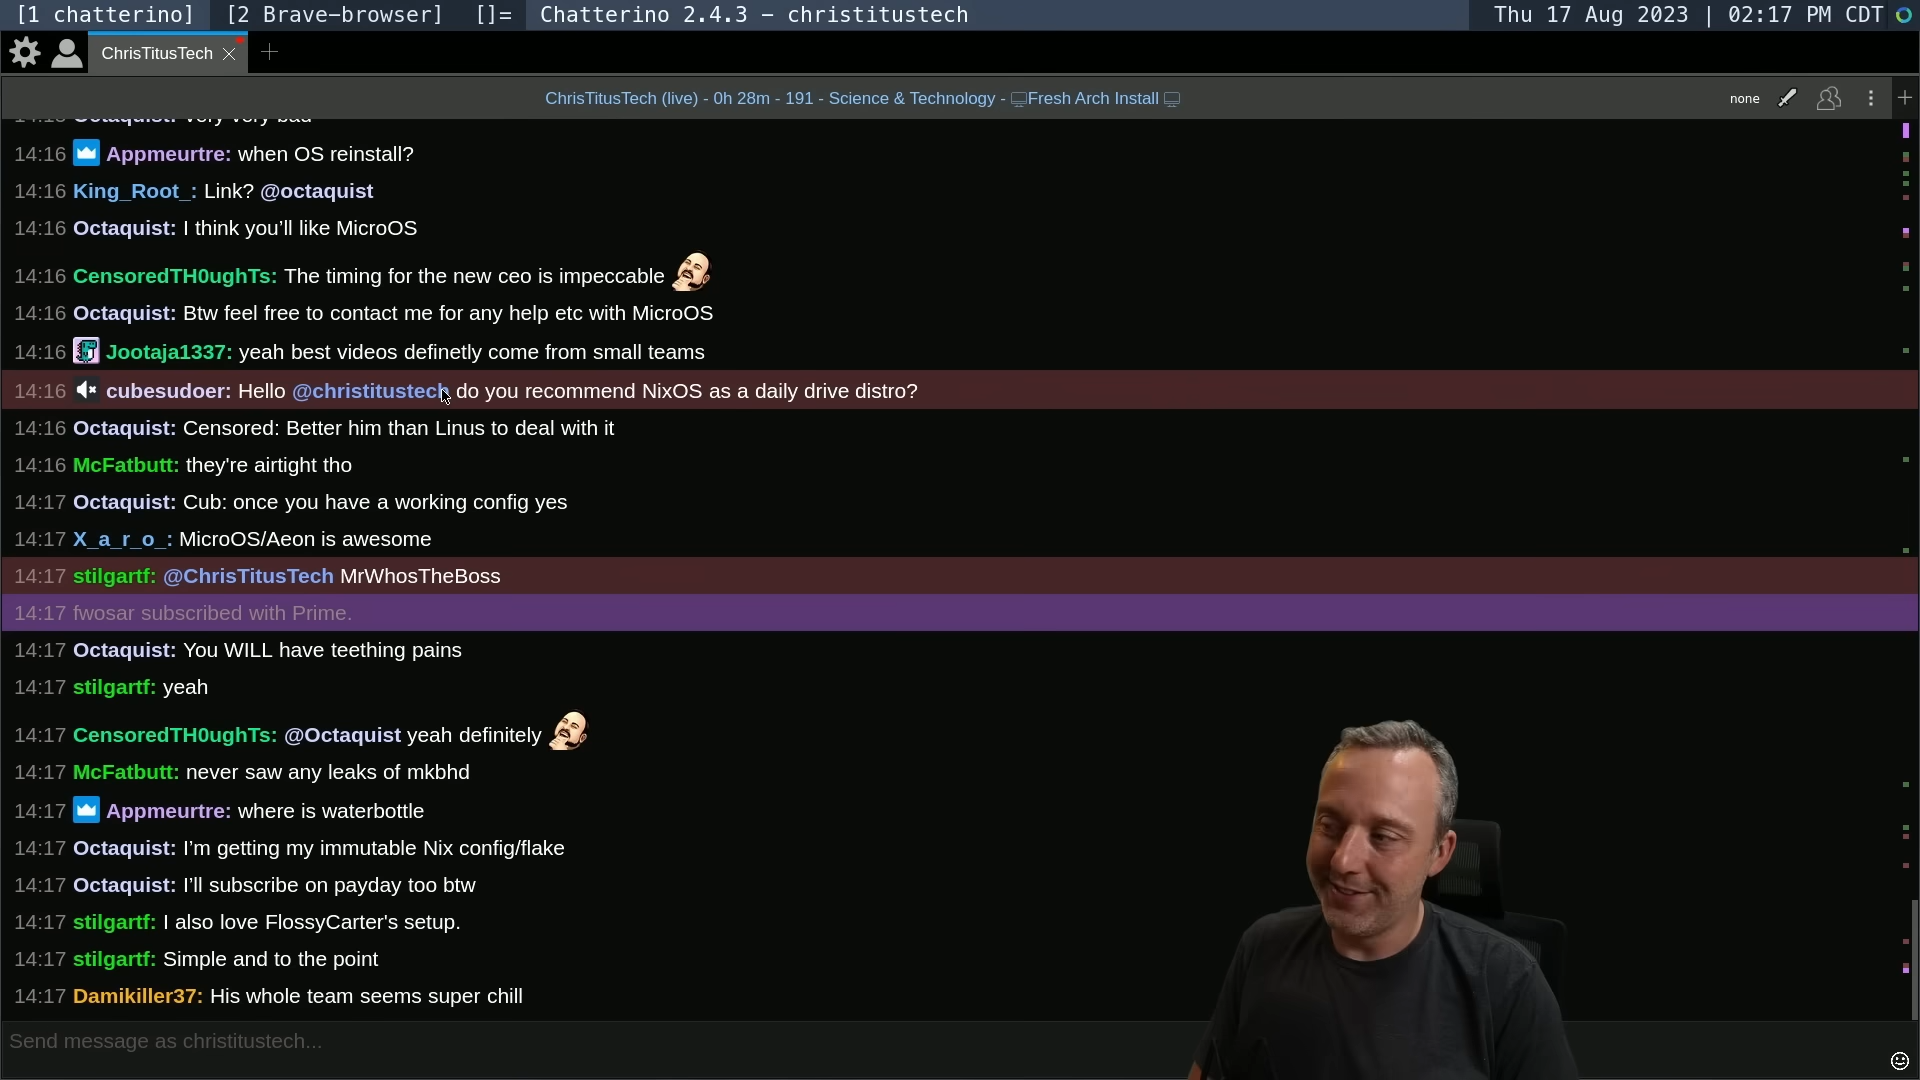 [1 chatterino] [2 Brave-browser] []= Chatterino 2.4.3 - christitustech Thu 17 Aug 2023 | 02:17 PM CDT
ChrisTitusTech
ChrisTitusTech (live) - 0h 28m - 191 - Science & Technology - 🖥Fresh Arch Install 🖥 none
Octaquist: very very bad
14:16 Appmeurtre: when OS reinstall?
14:16 King_Root_: Link? @octaquist
14:16 Octaquist: I think you’ll like MicroOS
14:16 CensoredTH0ughTs: The timing for the new ceo is impeccable
14:16 Octaquist: Btw feel free to contact me for any help etc with MicroOS
14:16 Jootaja1337: yeah best videos definetly come from small teams
14:16 cubesudoer: Hello @christitustech do you recommend NixOS as a daily drive distro?
14:16 Octaquist: Censored: Better him than Linus to deal with it
14:16 McFatbutt: they're airtight tho
14:17 Octaquist: Cub: once you have a working config yes
14:17 X_a_r_o_: MicroOS/Aeon is awesome
14:17 stilgartf: @ChrisTitusTech MrWhosTheBoss
14:17 fwosar subscribed with Prime.
14:17 Octaquist: You WILL have teething pains
14:17 stilgartf: yeah
14:17 CensoredTH0ughTs: @Octaquist yeah definitely
14:17 McFatbutt: never saw any leaks of mkbhd
14:17 Appmeurtre: where is waterbottle
14:17 Octaquist: I’m getting my immutable Nix config/flake
14:17 Octaquist: I’ll subscribe on payday too btw
14:17 stilgartf: I also love FlossyCarter's setup.
14:17 stilgartf: Simple and to the point
14:17 Damikiller37: His whole team seems super chill
Send message as christitustech...